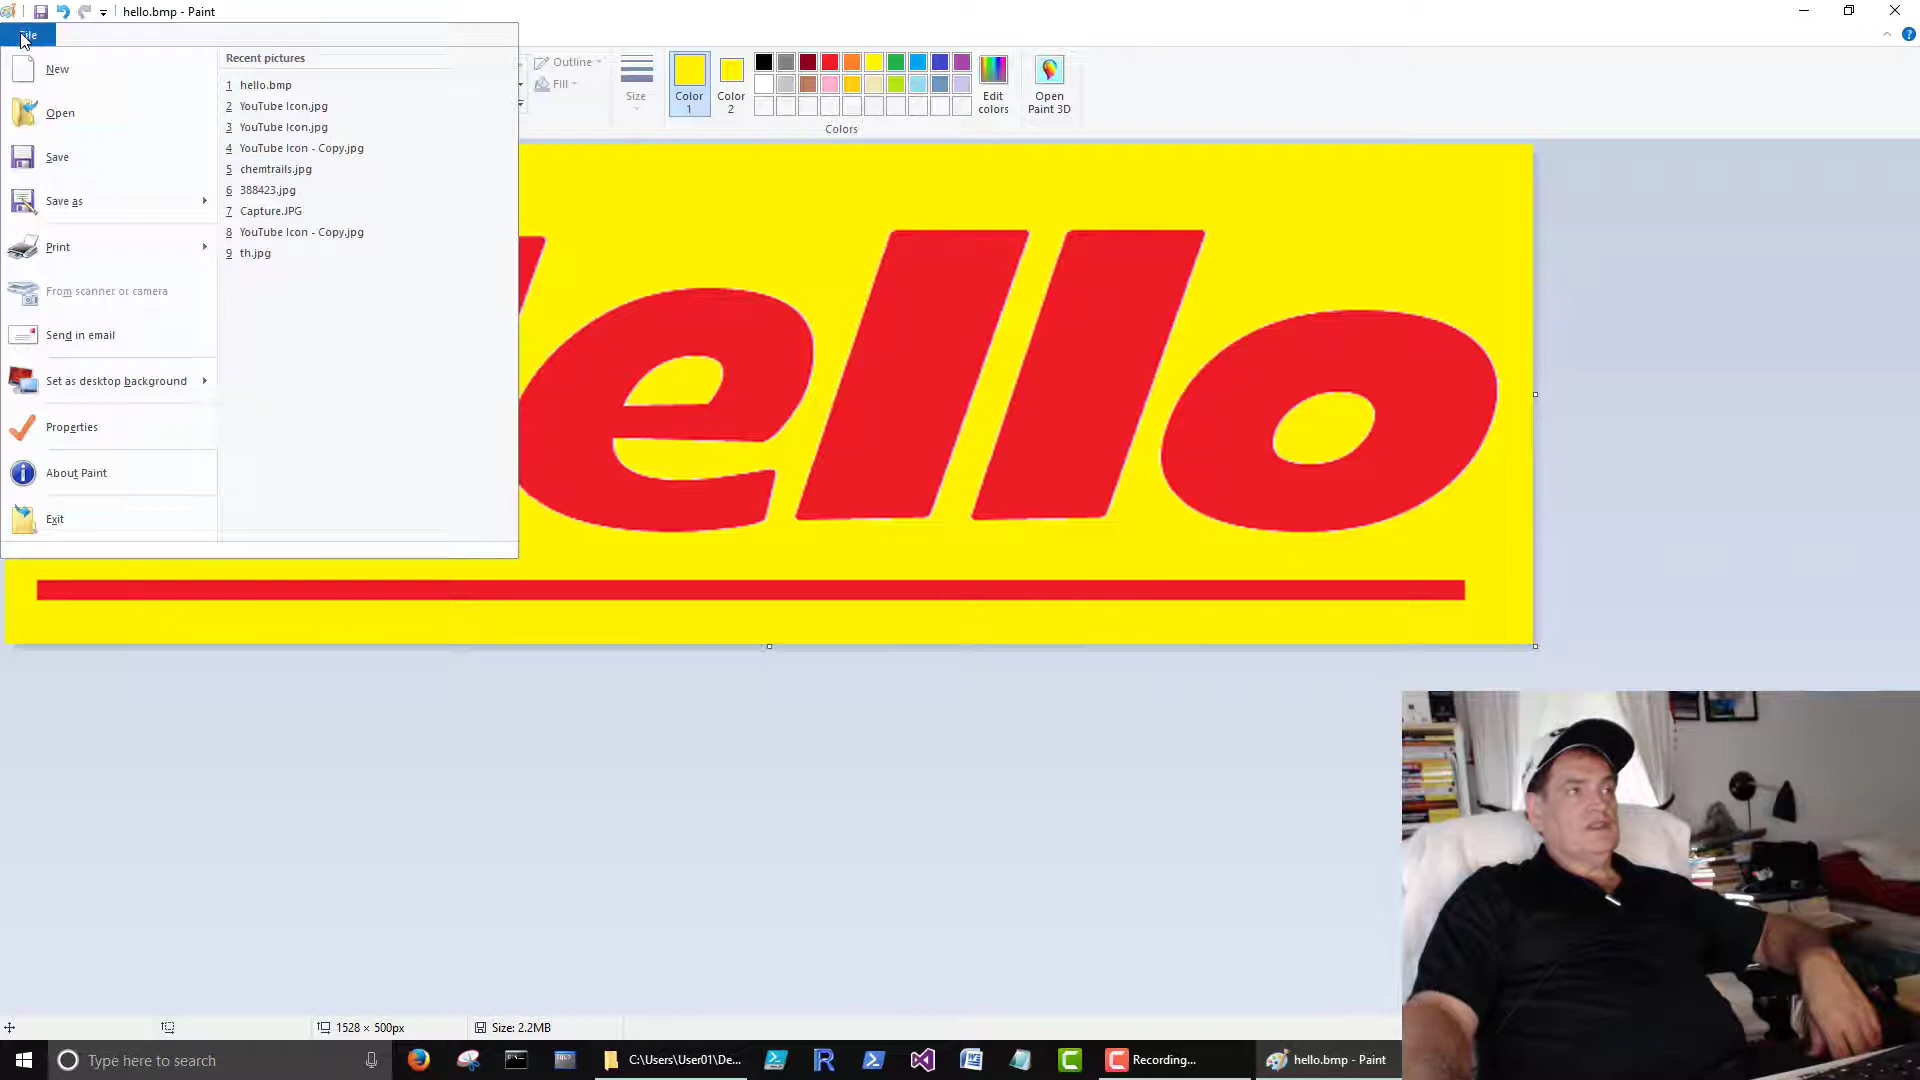 hello.bmp - Paint
File
New
Open
Save
Save as
Print
From scanner or camera
Send in email
Set as desktop background
Properties
About Paint
Exit
Recent pictures
1 hello.bmp
2 YouTube Icon.jpg
3 YouTube Icon.jpg
4 YouTube Icon - Copy.jpg
5 chemtrails.jpg
6 388423.jpg
7 Capture.JPG
8 YouTube Icon - Copy.jpg
9 th.jpg
Outline
Fill
Size
Color 1
Color 2
Edit colors
Open Paint 3D
Colors
ello
1528 × 500px
Size: 2.2MB
Type here to search
C:\Users\User01\De...
Recording...
hello.bmp - Paint